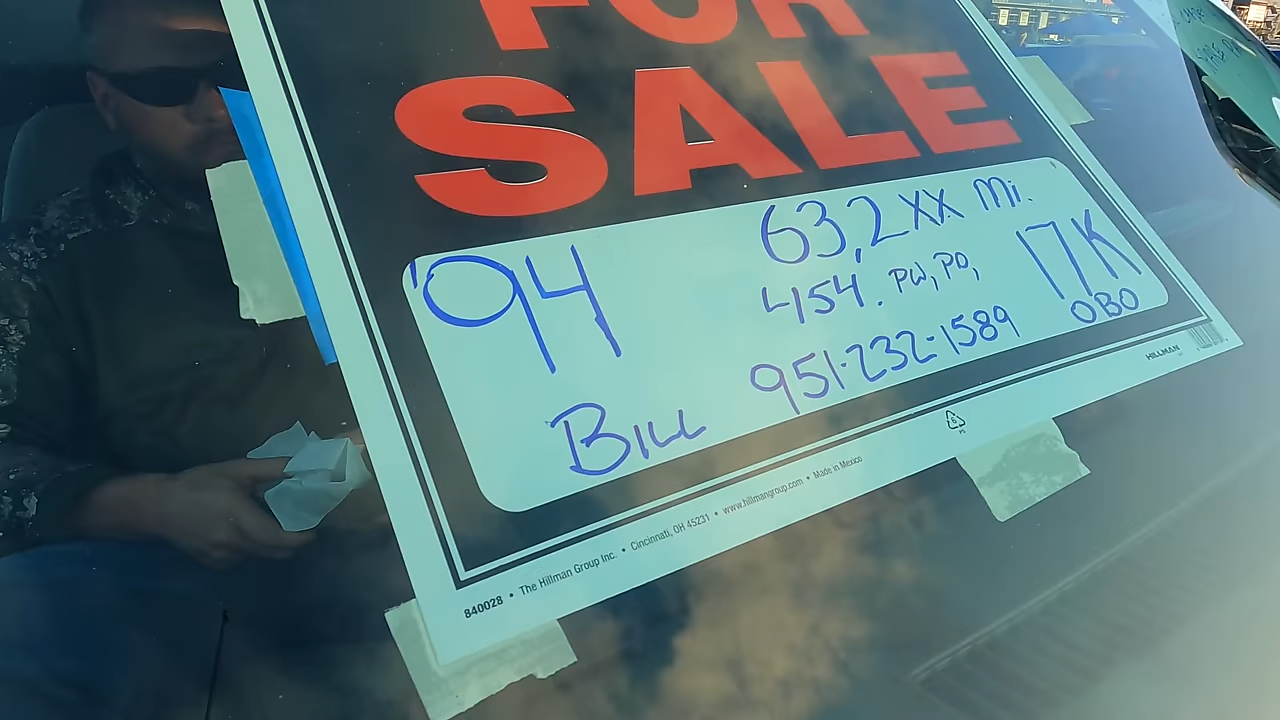 FOR
SALE
'94
63,2XX Mi.
454. PW, PD,
17K
OBO
951-232-1589
BILL
HILLMAN
840028 • The Hillman Group Inc. • Cincinnati, OH 45231 • www.hillmangroup.com • Made in Mexico